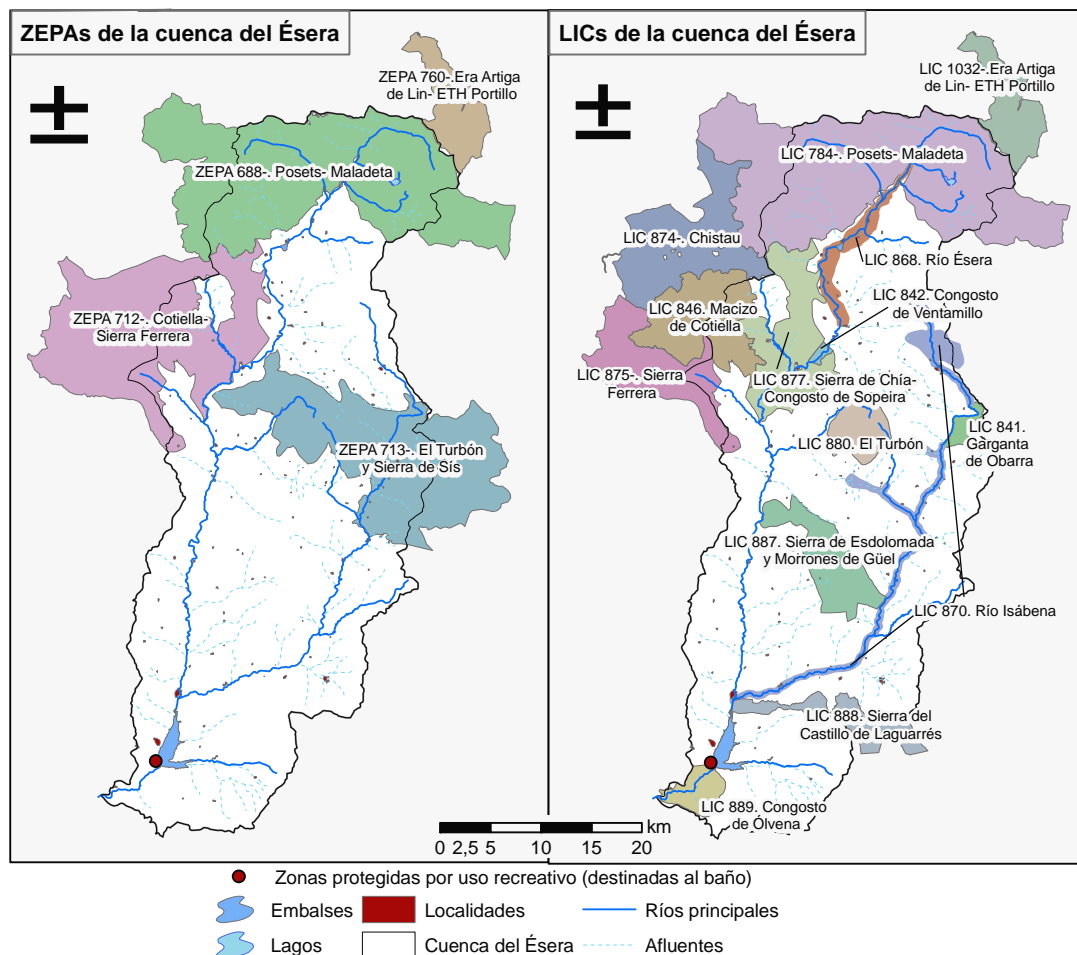 ZEPAs de la cuenca del Ésera
ZEPA 760-.Era Artiga
de Lin- ETH Portillo
ZEPA 688-. Posets- Maladeta
ZEPA 712-. Cotiella-
Sierra Ferrera
ZEPA 713-. El Turbón
y Sierra de Sís
LICs de la cuenca del Ésera
LIC 1032-.Era Artiga
de Lin- ETH Portillo
LIC 784-. Posets- Maladeta
LIC 874-. Chistau
LIC 868. Río Ésera
LIC 842. Congosto
de Ventamillo
LIC 846. Macizo
de Cotiella
LIC 875-. Sierra
Ferrera
LIC 877. Sierra de Chía-
Congosto de Sopeira
LIC 880. El Turbón
LIC 841.
Garganta
de Obarra
LIC 887. Sierra de Esdolomada
y Morrones de Güel
LIC 870. Río Isábena
LIC 888. Sierra del
Castillo de Laguarrés
LIC 889. Congosto
de Ólvena
km
0 2,5 5 10 15 20
Zonas protegidas por uso recreativo (destinadas al baño)
Embalses Localidades Ríos principales
Lagos Cuenca del Ésera Afluentes